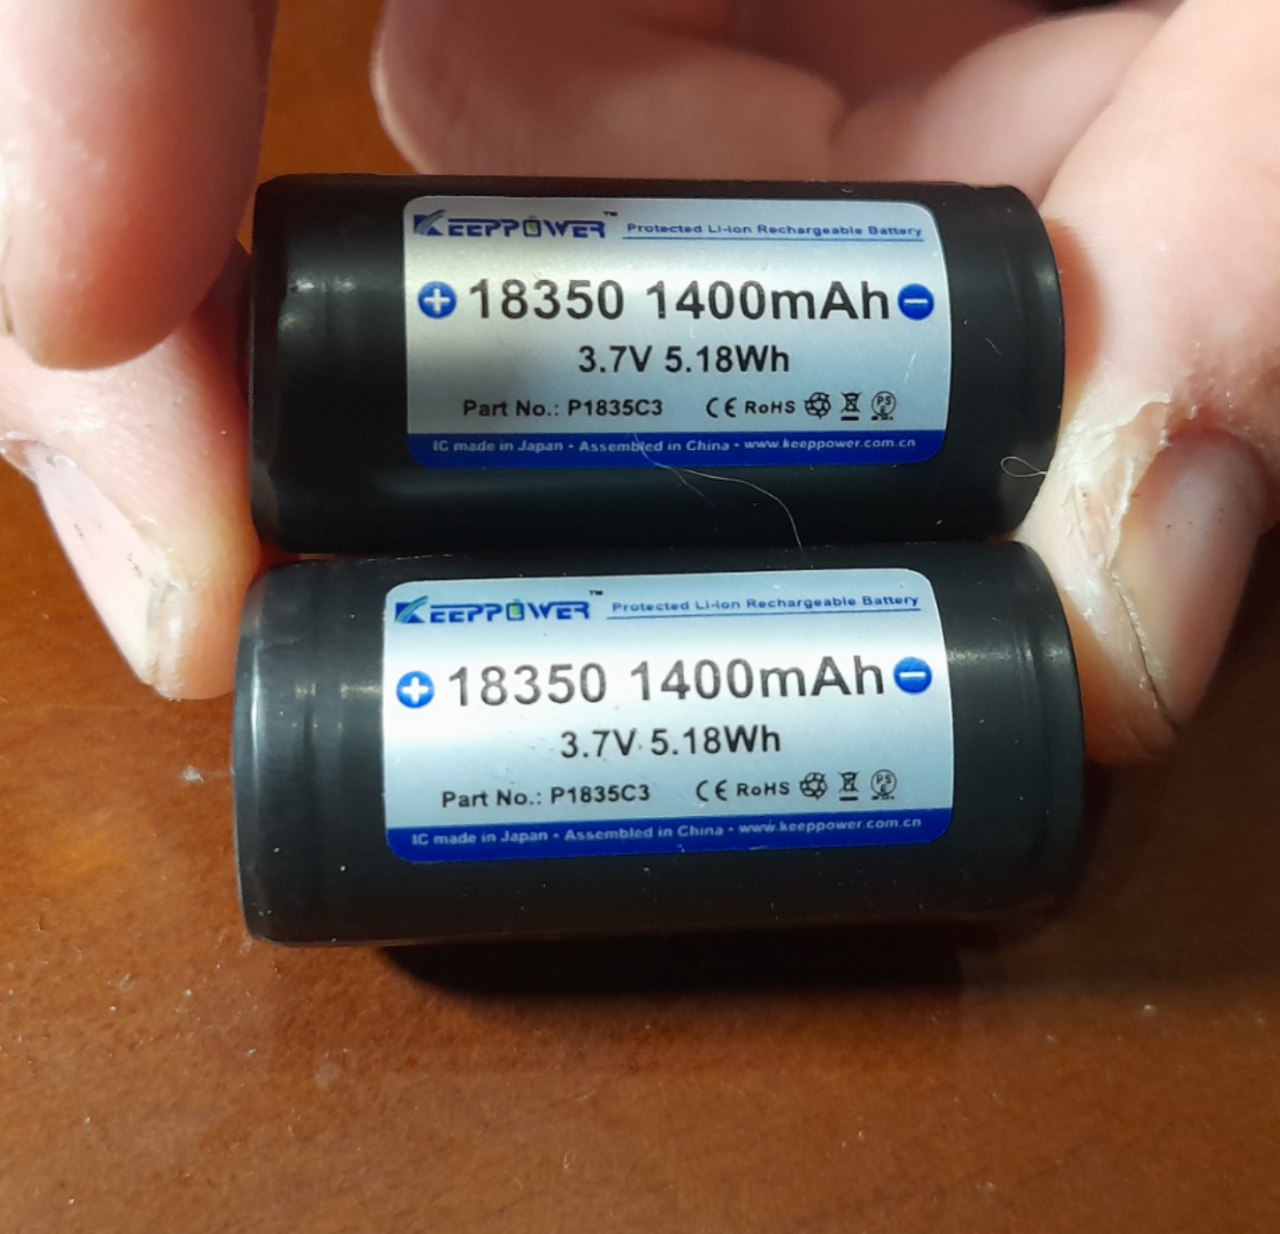 KEEPPOWER™ Protected Li-ion Rechargeable Battery
+ 18350 1400mAh −
3.7V 5.18Wh
Part No.: P1835C3 CE RoHS PS E
IC made in Japan • Assembled in China • www.keeppower.com.cn
KEEPPOWER™ Protected Li-ion Rechargeable Battery
+ 18350 1400mAh −
3.7V 5.18Wh
Part No.: P1835C3 CE RoHS PS E
IC made in Japan • Assembled in China • www.keeppower.com.cn